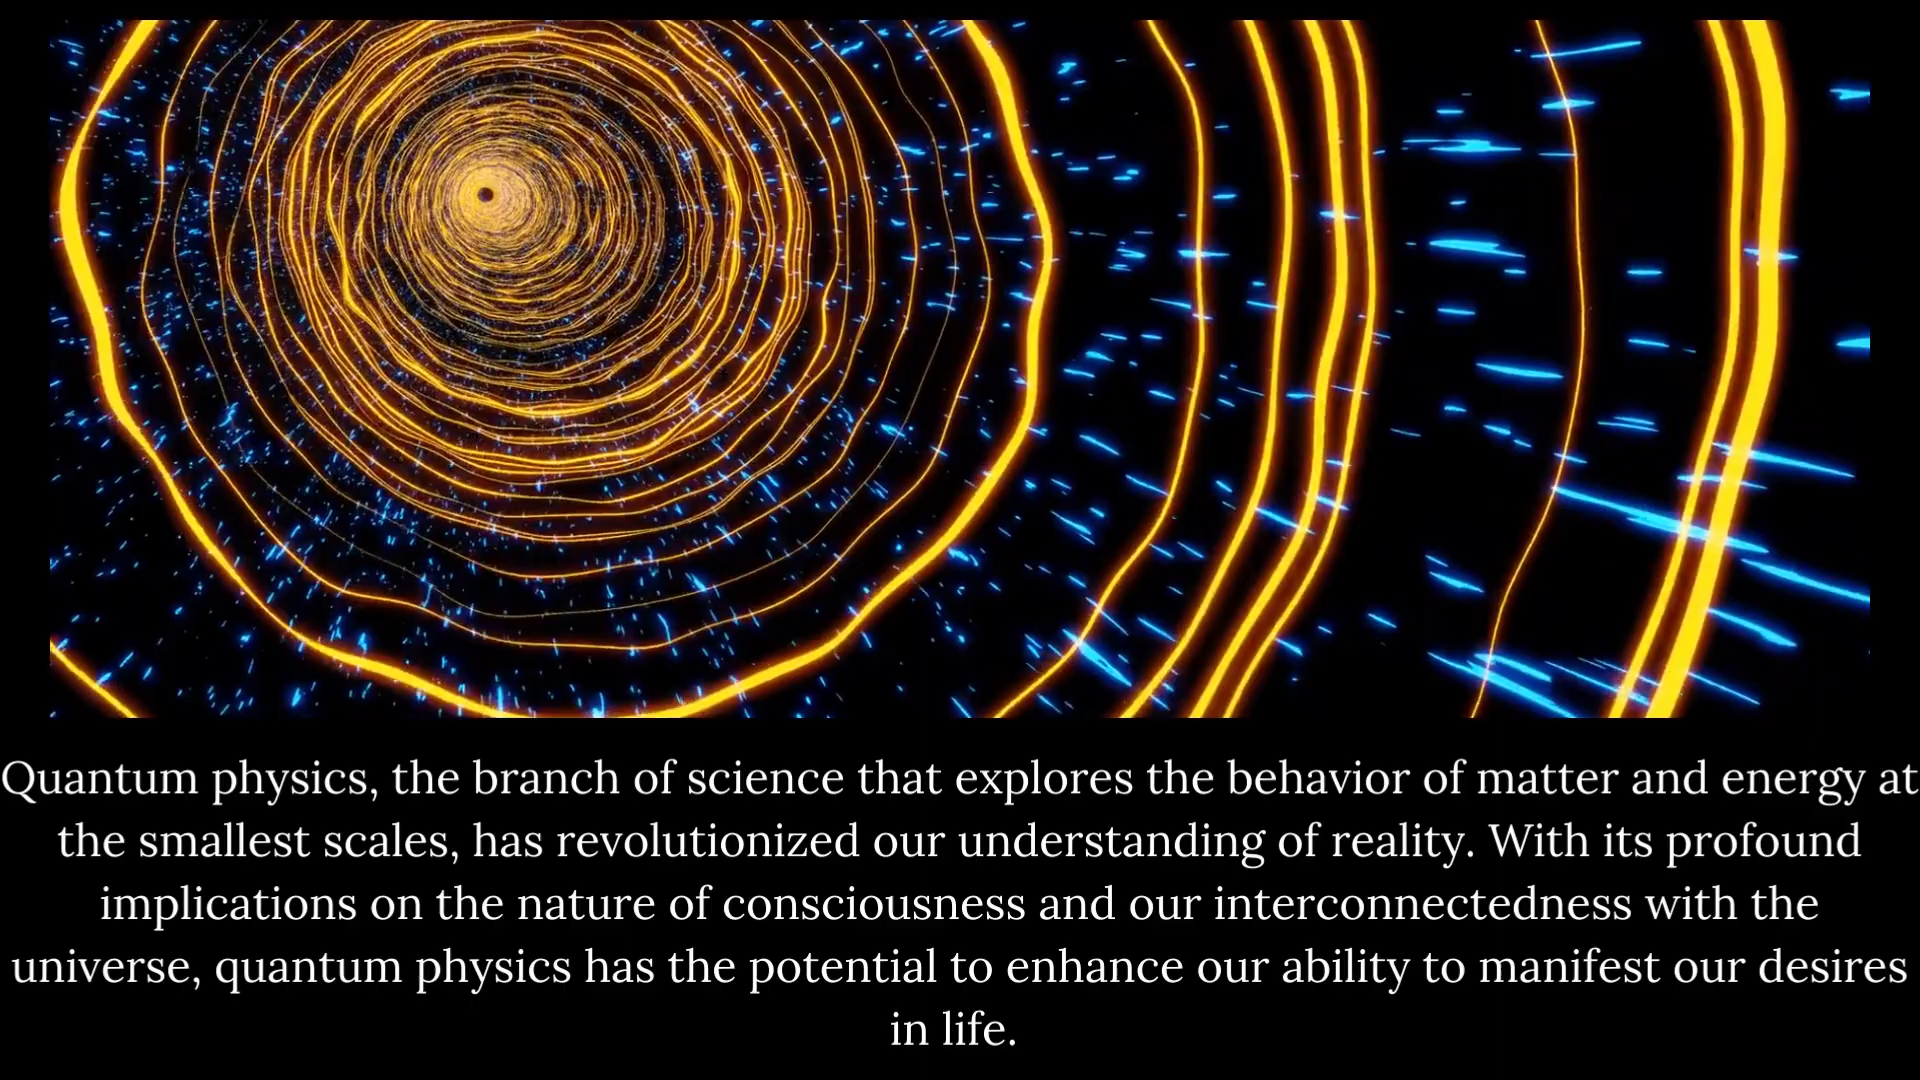 Quantum physics, the branch of science that explores the behavior of matter and energy at
the smallest scales, has revolutionized our understanding of reality. With its profound
implications on the nature of consciousness and our interconnectedness with the
universe, quantum physics has the potential to enhance our ability to manifest our desires
in life.